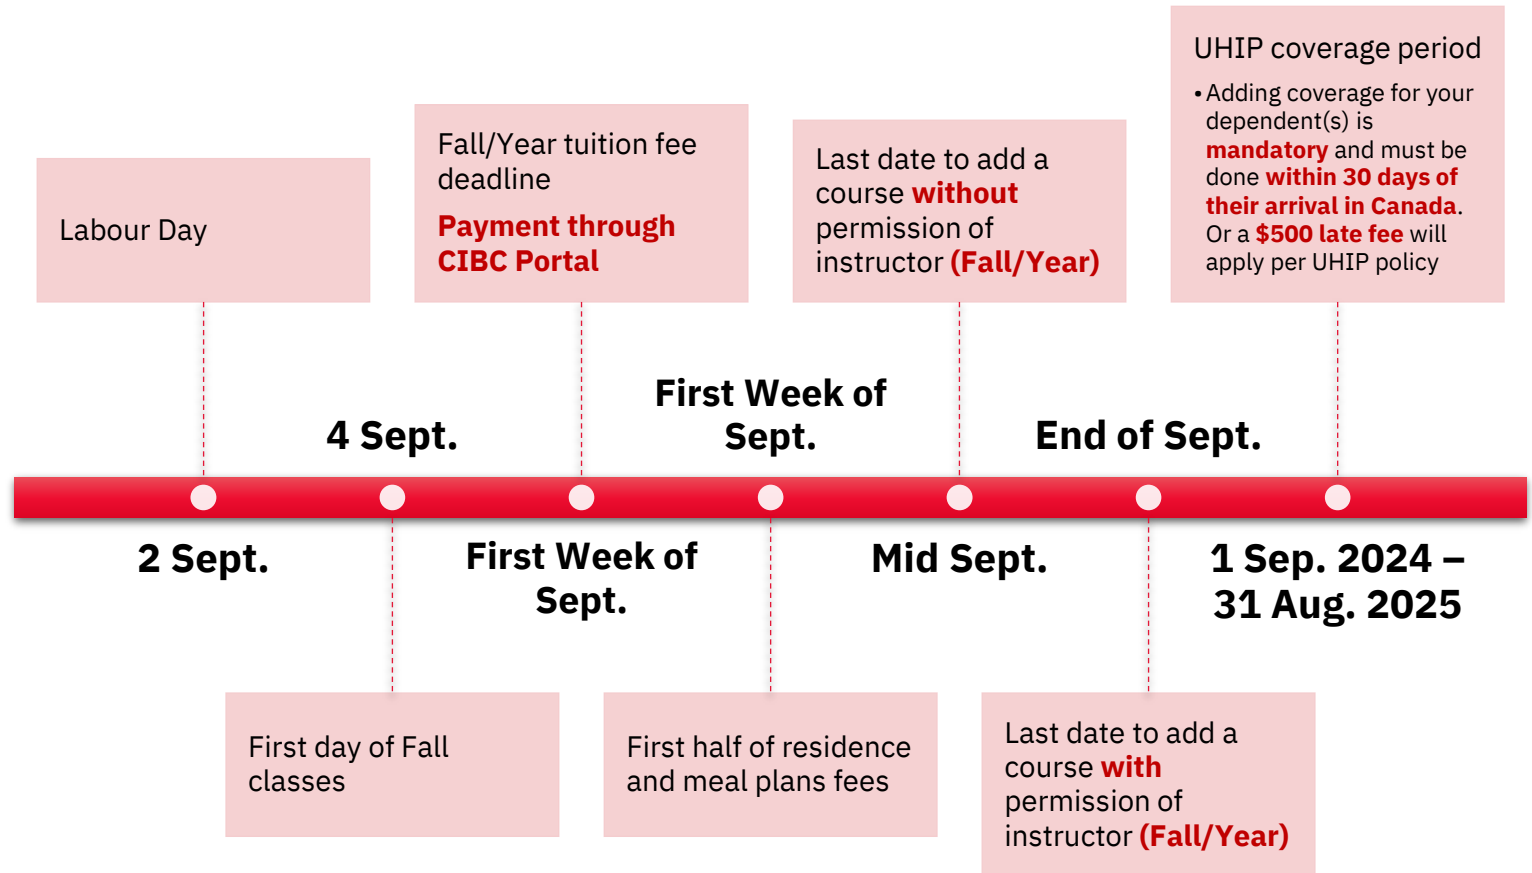 UHIP coverage period
• Adding coverage for your
dependent(s) is
mandatory and must be
done within 30 days of
their arrival in Canada.
Or a $500 late fee will
apply per UHIP policy
Fall/Year tuition fee
deadline
Payment through
CIBC Portal
Last date to add a
course without
permission of
instructor (Fall/Year)
Labour Day
4 Sept.
First Week of
Sept.
End of Sept.
2 Sept.
First Week of
Sept.
Mid Sept.
1 Sep. 2024 –
31 Aug. 2025
First day of Fall
classes
First half of residence
and meal plans fees
Last date to add a
course with
permission of
instructor (Fall/Year)